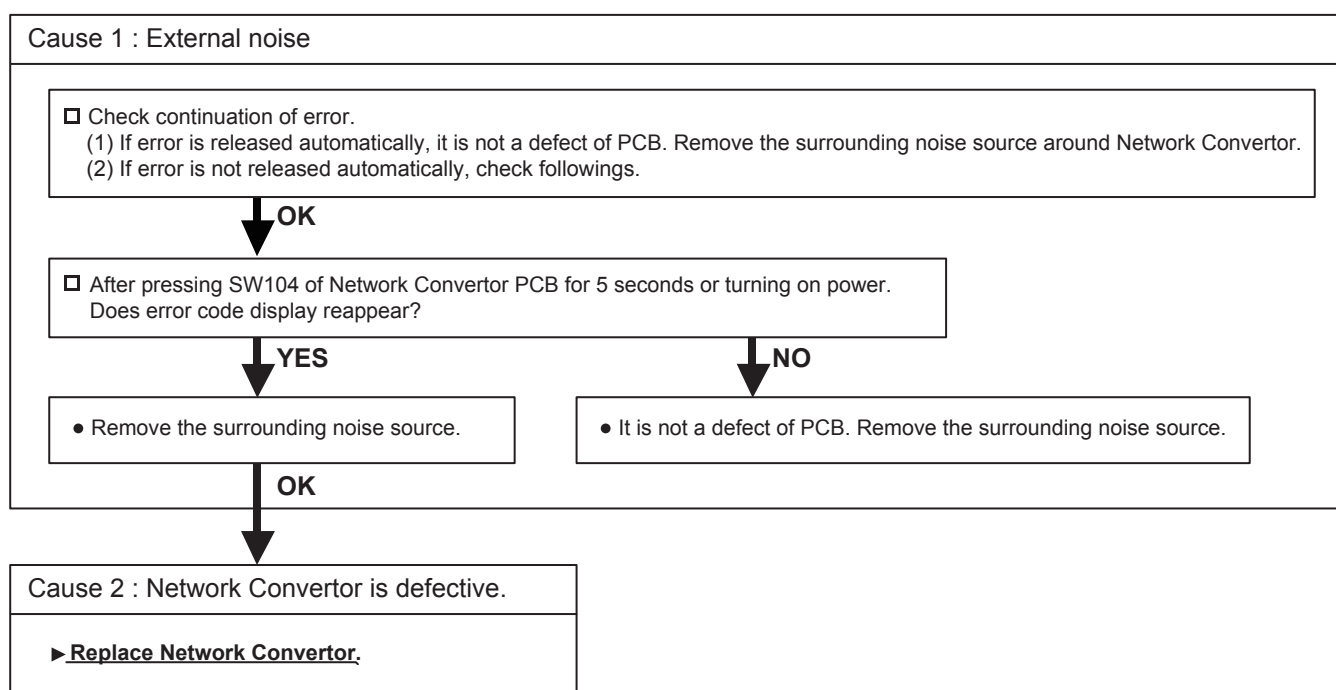 Cause 1 : External noise
☐ Check continuation of error.
(1) If error is released automatically, it is not a defect of PCB. Remove the surrounding noise source around Network Convertor.
(2) If error is not released automatically, check followings.
OK
☐ After pressing SW104 of Network Convertor PCB for 5 seconds or turning on power.
Does error code display reappear?
YES
NO
● Remove the surrounding noise source.
● It is not a defect of PCB. Remove the surrounding noise source.
OK
Cause 2 : Network Convertor is defective.
► Replace Network Convertor.